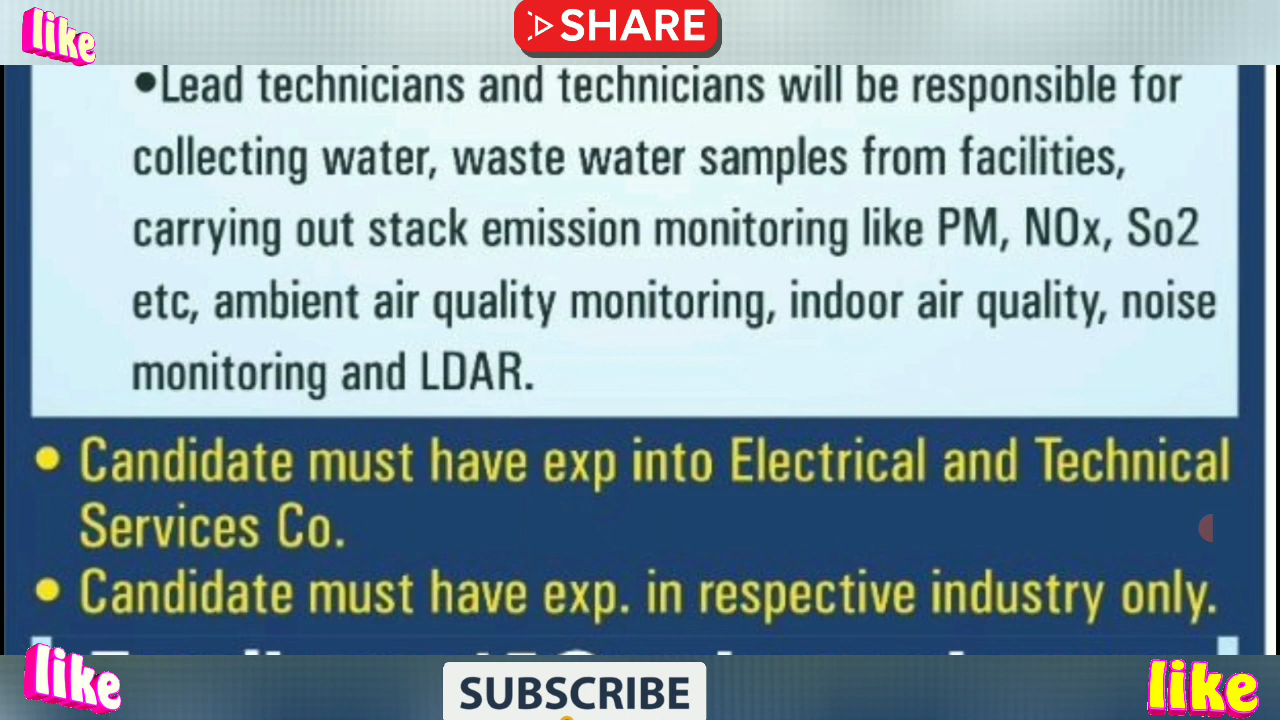 like
SHARE
•Lead technicians and technicians will be responsible for
collecting water, waste water samples from facilities,
carrying out stack emission monitoring like PM, NOx, So2
etc, ambient air quality monitoring, indoor air quality, noise
monitoring and LDAR.
• Candidate must have exp into Electrical and Technical
Services Co.
• Candidate must have exp. in respective industry only.
like
SUBSCRIBE
like